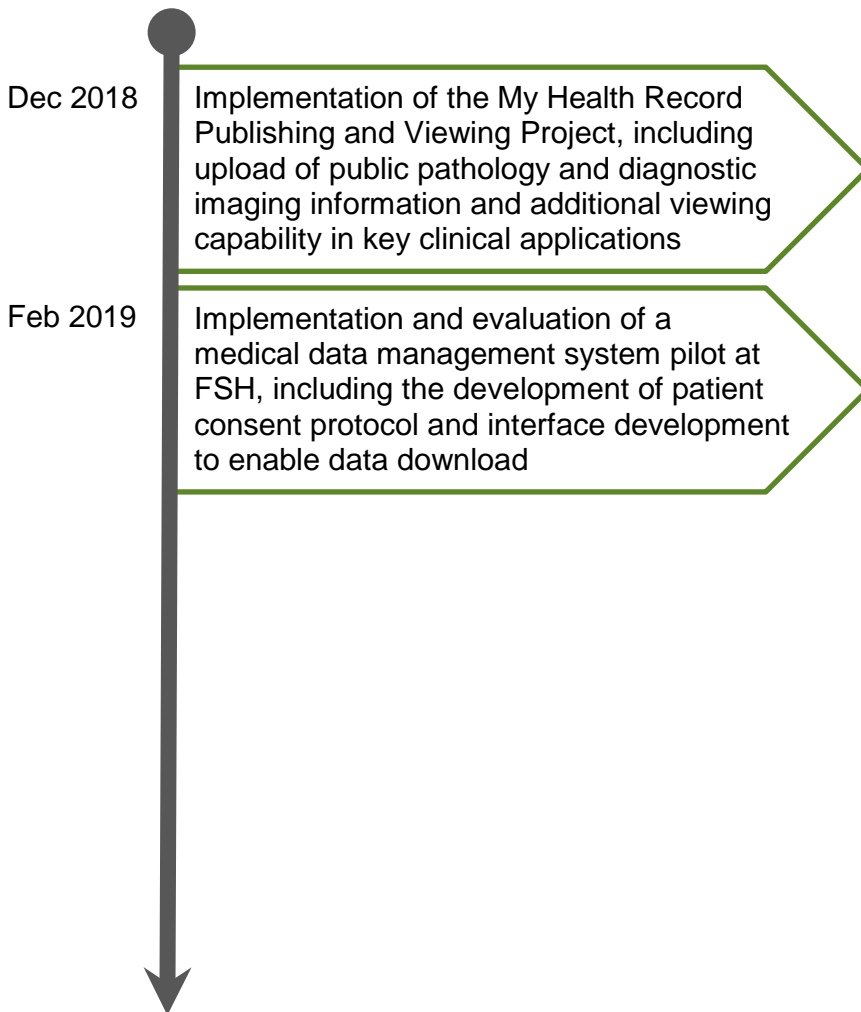 Dec 2018
Implementation of the My Health Record
Publishing and Viewing Project, including
upload of public pathology and diagnostic
imaging information and additional viewing
capability in key clinical applications
Feb 2019
Implementation and evaluation of a
medical data management system pilot at
FSH, including the development of patient
consent protocol and interface development
to enable data download